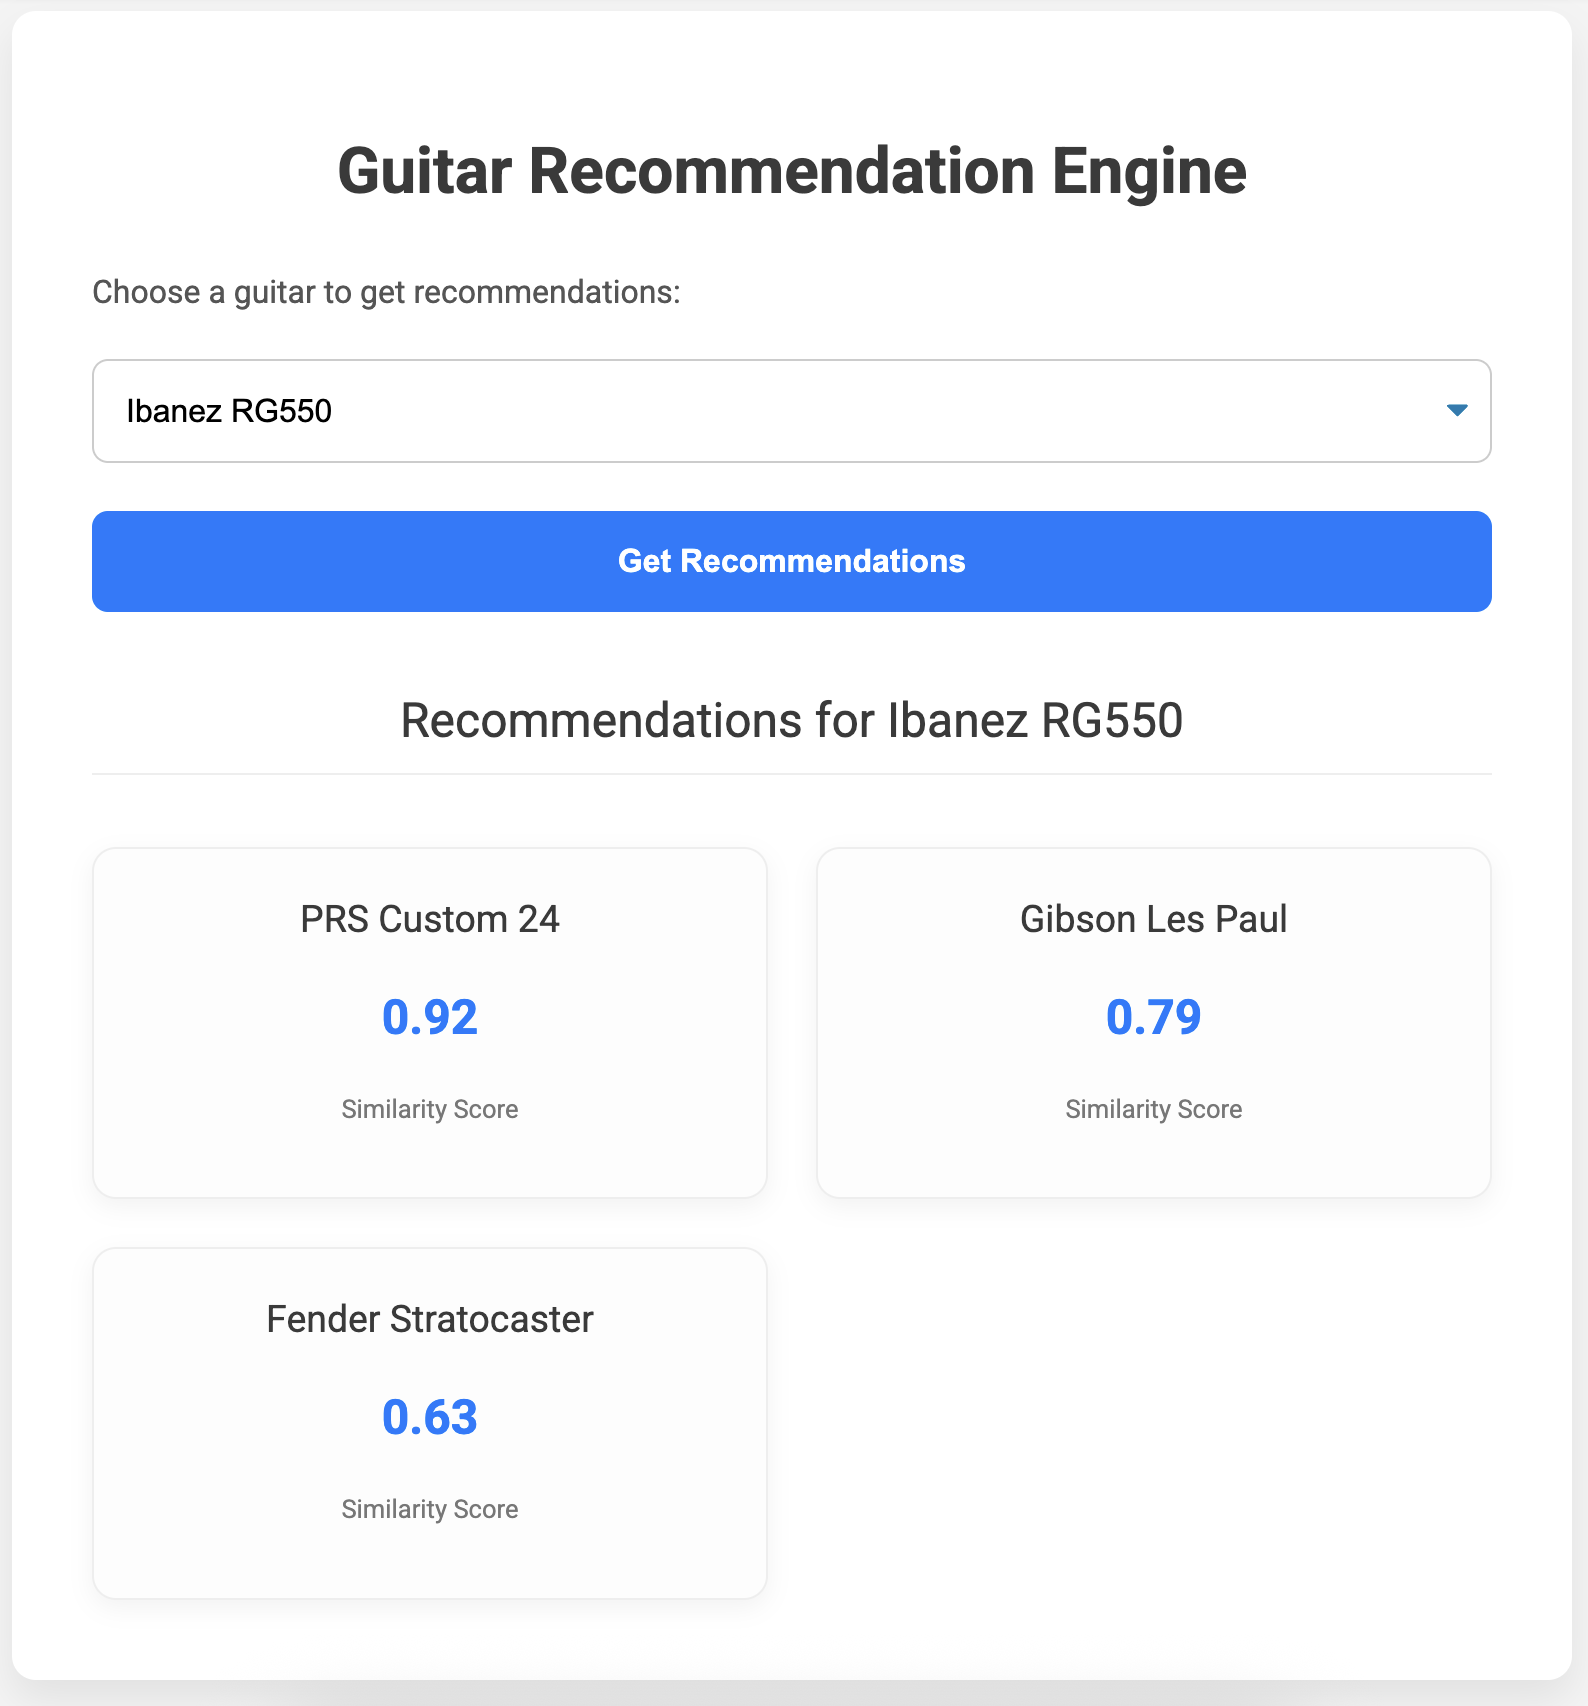 Guitar Recommendation Engine
Choose a guitar to get recommendations:
Ibanez RG550
Get Recommendations
Recommendations for Ibanez RG550
PRS Custom 24
0.92
Similarity Score
Gibson Les Paul
0.79
Similarity Score
Fender Stratocaster
0.63
Similarity Score